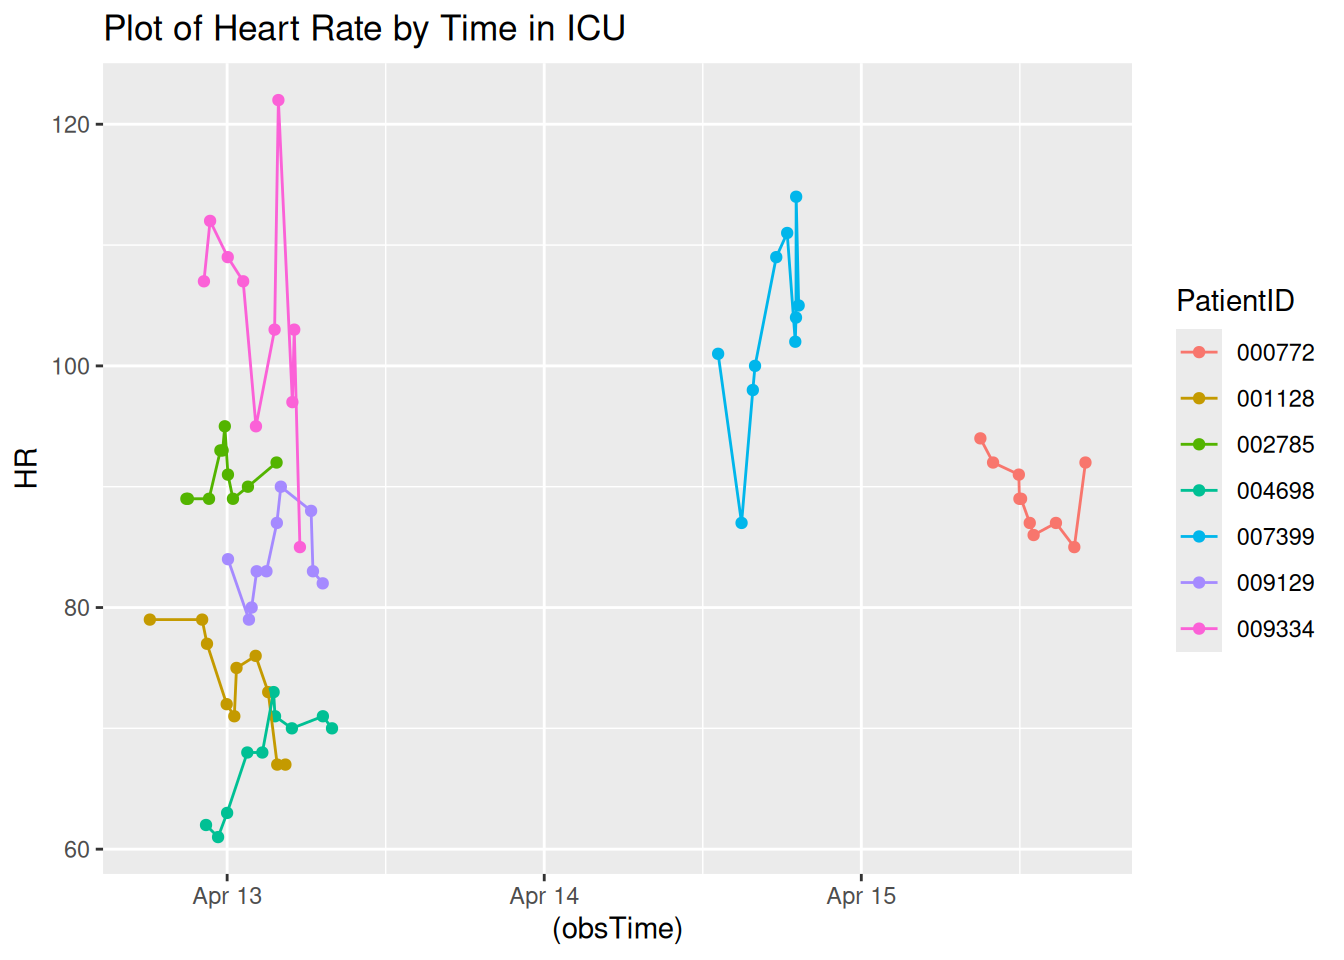 Plot of Heart Rate by Time in ICU
120
100
80
60
HR
Apr 13
Apr 14
Apr 15
(obsTime)
PatientID
000772
001128
002785
004698
007399
009129
009334